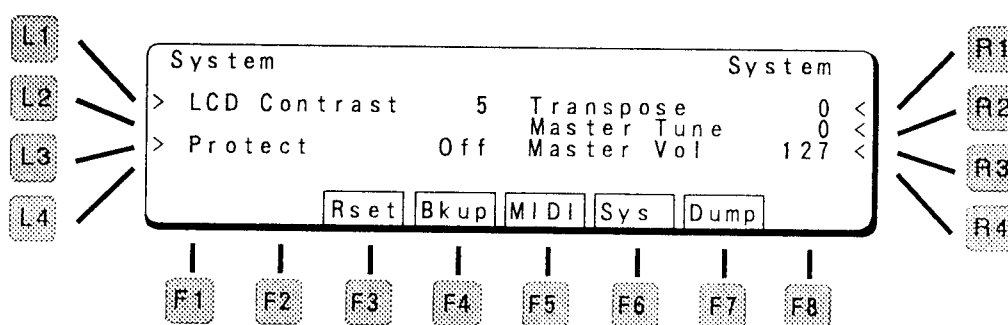 L1
L2
L3
L4
System System
> LCD Contrast 5 Transpose 0 <
Master Tune 0 <
> Protect Off Master Vol 127 <
Rset Bkup MIDI Sys Dump
R1
R2
R3
R4
F1 F2 F3 F4 F5 F6 F7 F8